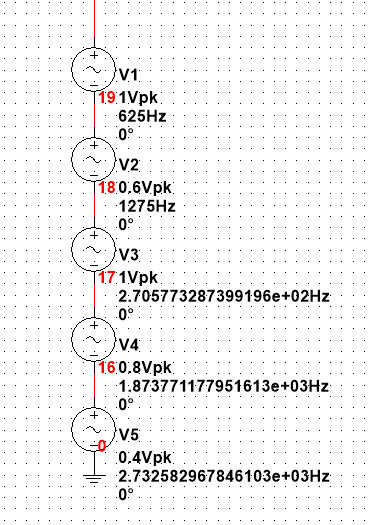 V1
19 1Vpk
625Hz
0°
V2
18 0.6Vpk
1275Hz
0°
V3
17 1Vpk
2.705773287399196e+02Hz
0°
V4
16 0.8Vpk
1.873771177951613e+03Hz
0°
V5
0
0.4Vpk
2.732582967846103e+03Hz
0°